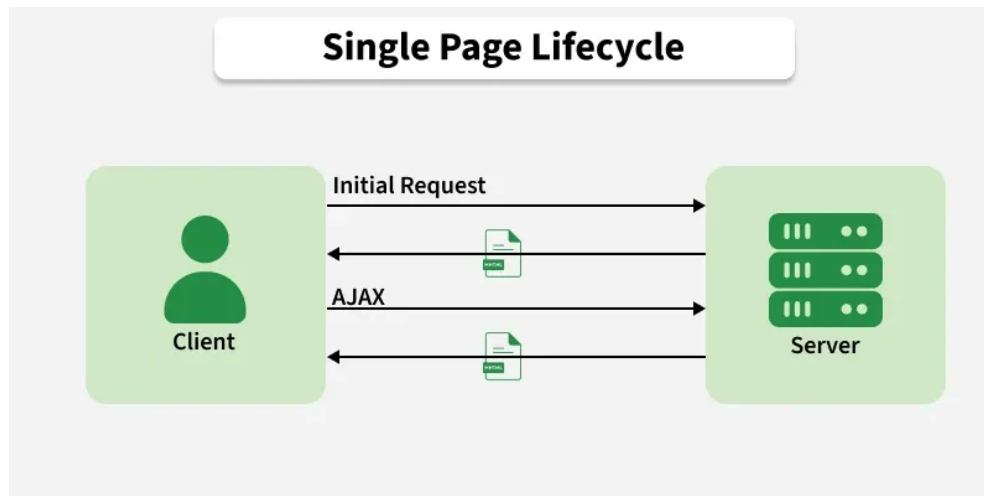 Single Page Lifecycle
Initial Request
AJAX
Client
Server